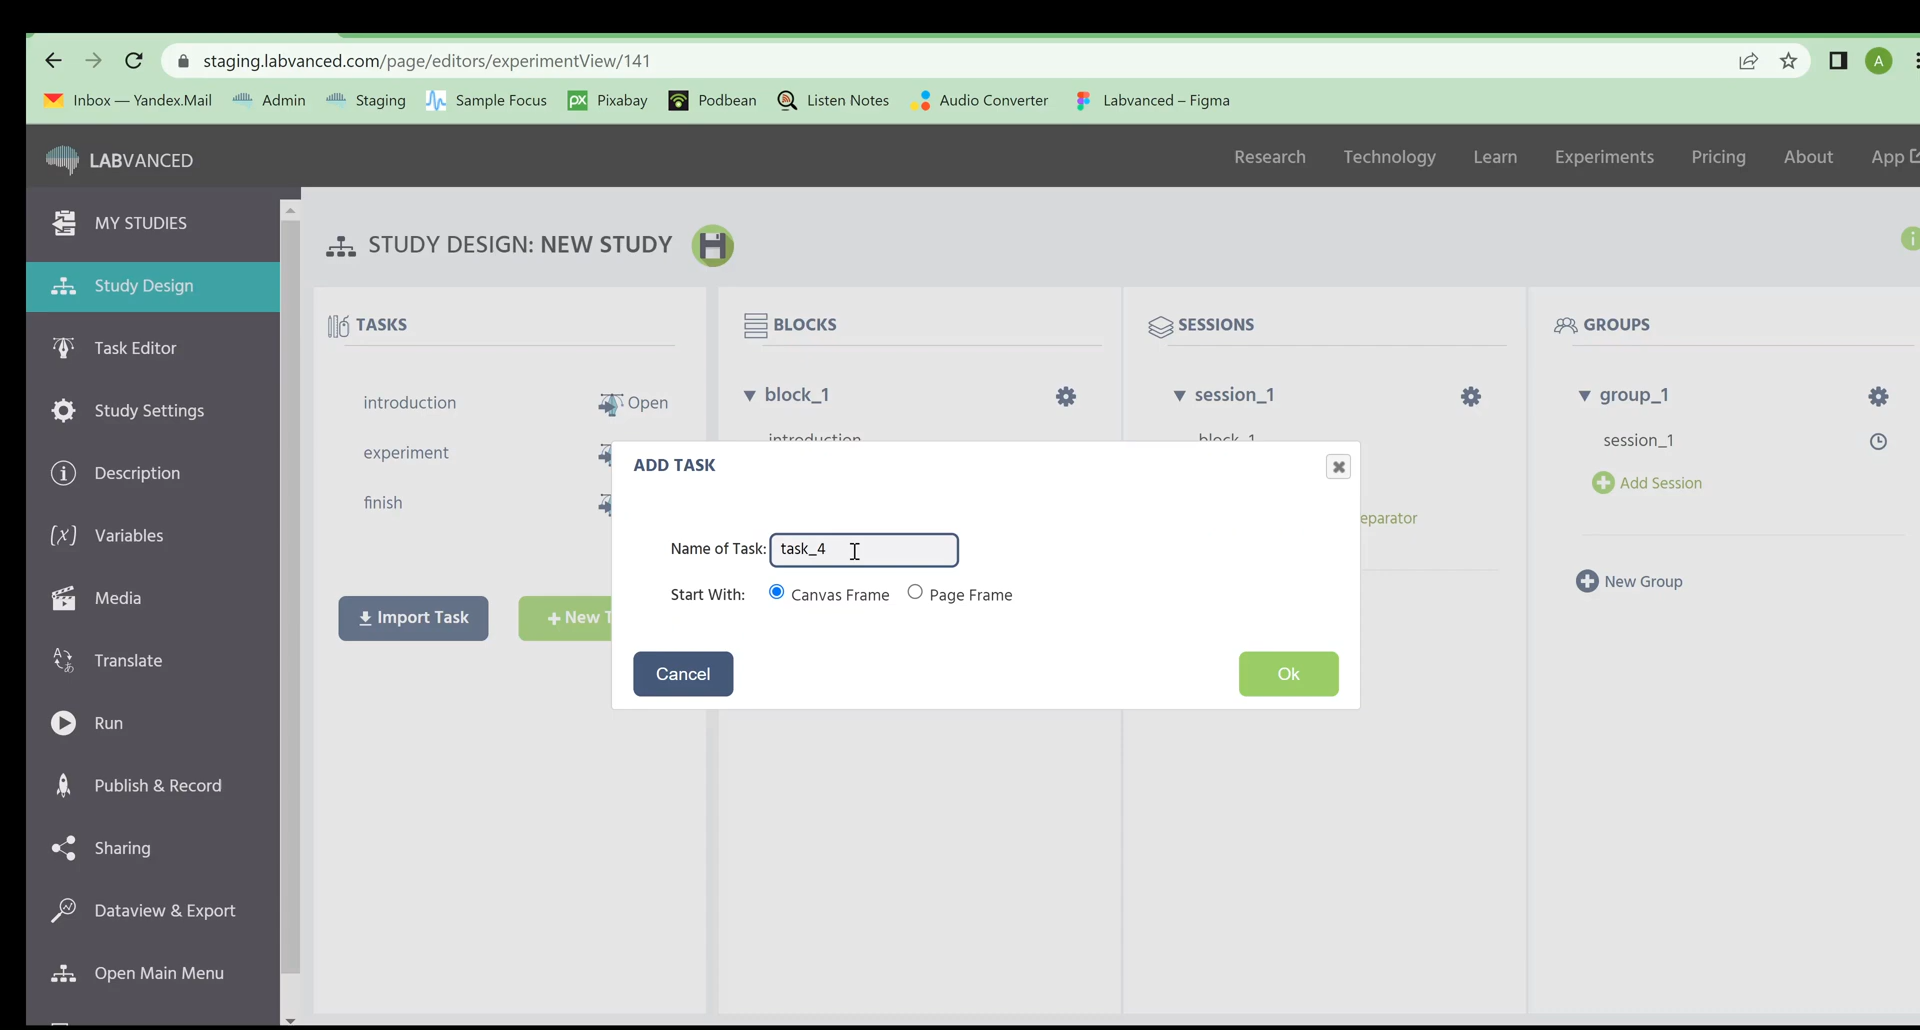 staging.labvanced.com/page/editors/experimentView/141
A
Inbox — Yandex.Mail
Admin
Staging
Sample Focus
Pixabay
Podbean
Listen Notes
Audio Converter
Labvanced – Figma
LABVANCED
Research
Technology
Learn
Experiments
Pricing
About
App
MY STUDIES
Study Design
Task Editor
Study Settings
Description
Variables
Media
Translate
Run
Publish & Record
Sharing
Dataview & Export
Open Main Menu
STUDY DESIGN: NEW STUDY
TASKS
introduction
Open
experiment
finish
Import Task
+ New T
BLOCKS
block_1
introduction
SESSIONS
session_1
block_1
eparator
GROUPS
group_1
session_1
Add Session
New Group
ADD TASK
Name of Task: task_4
Start With: Canvas Frame Page Frame
Cancel
Ok